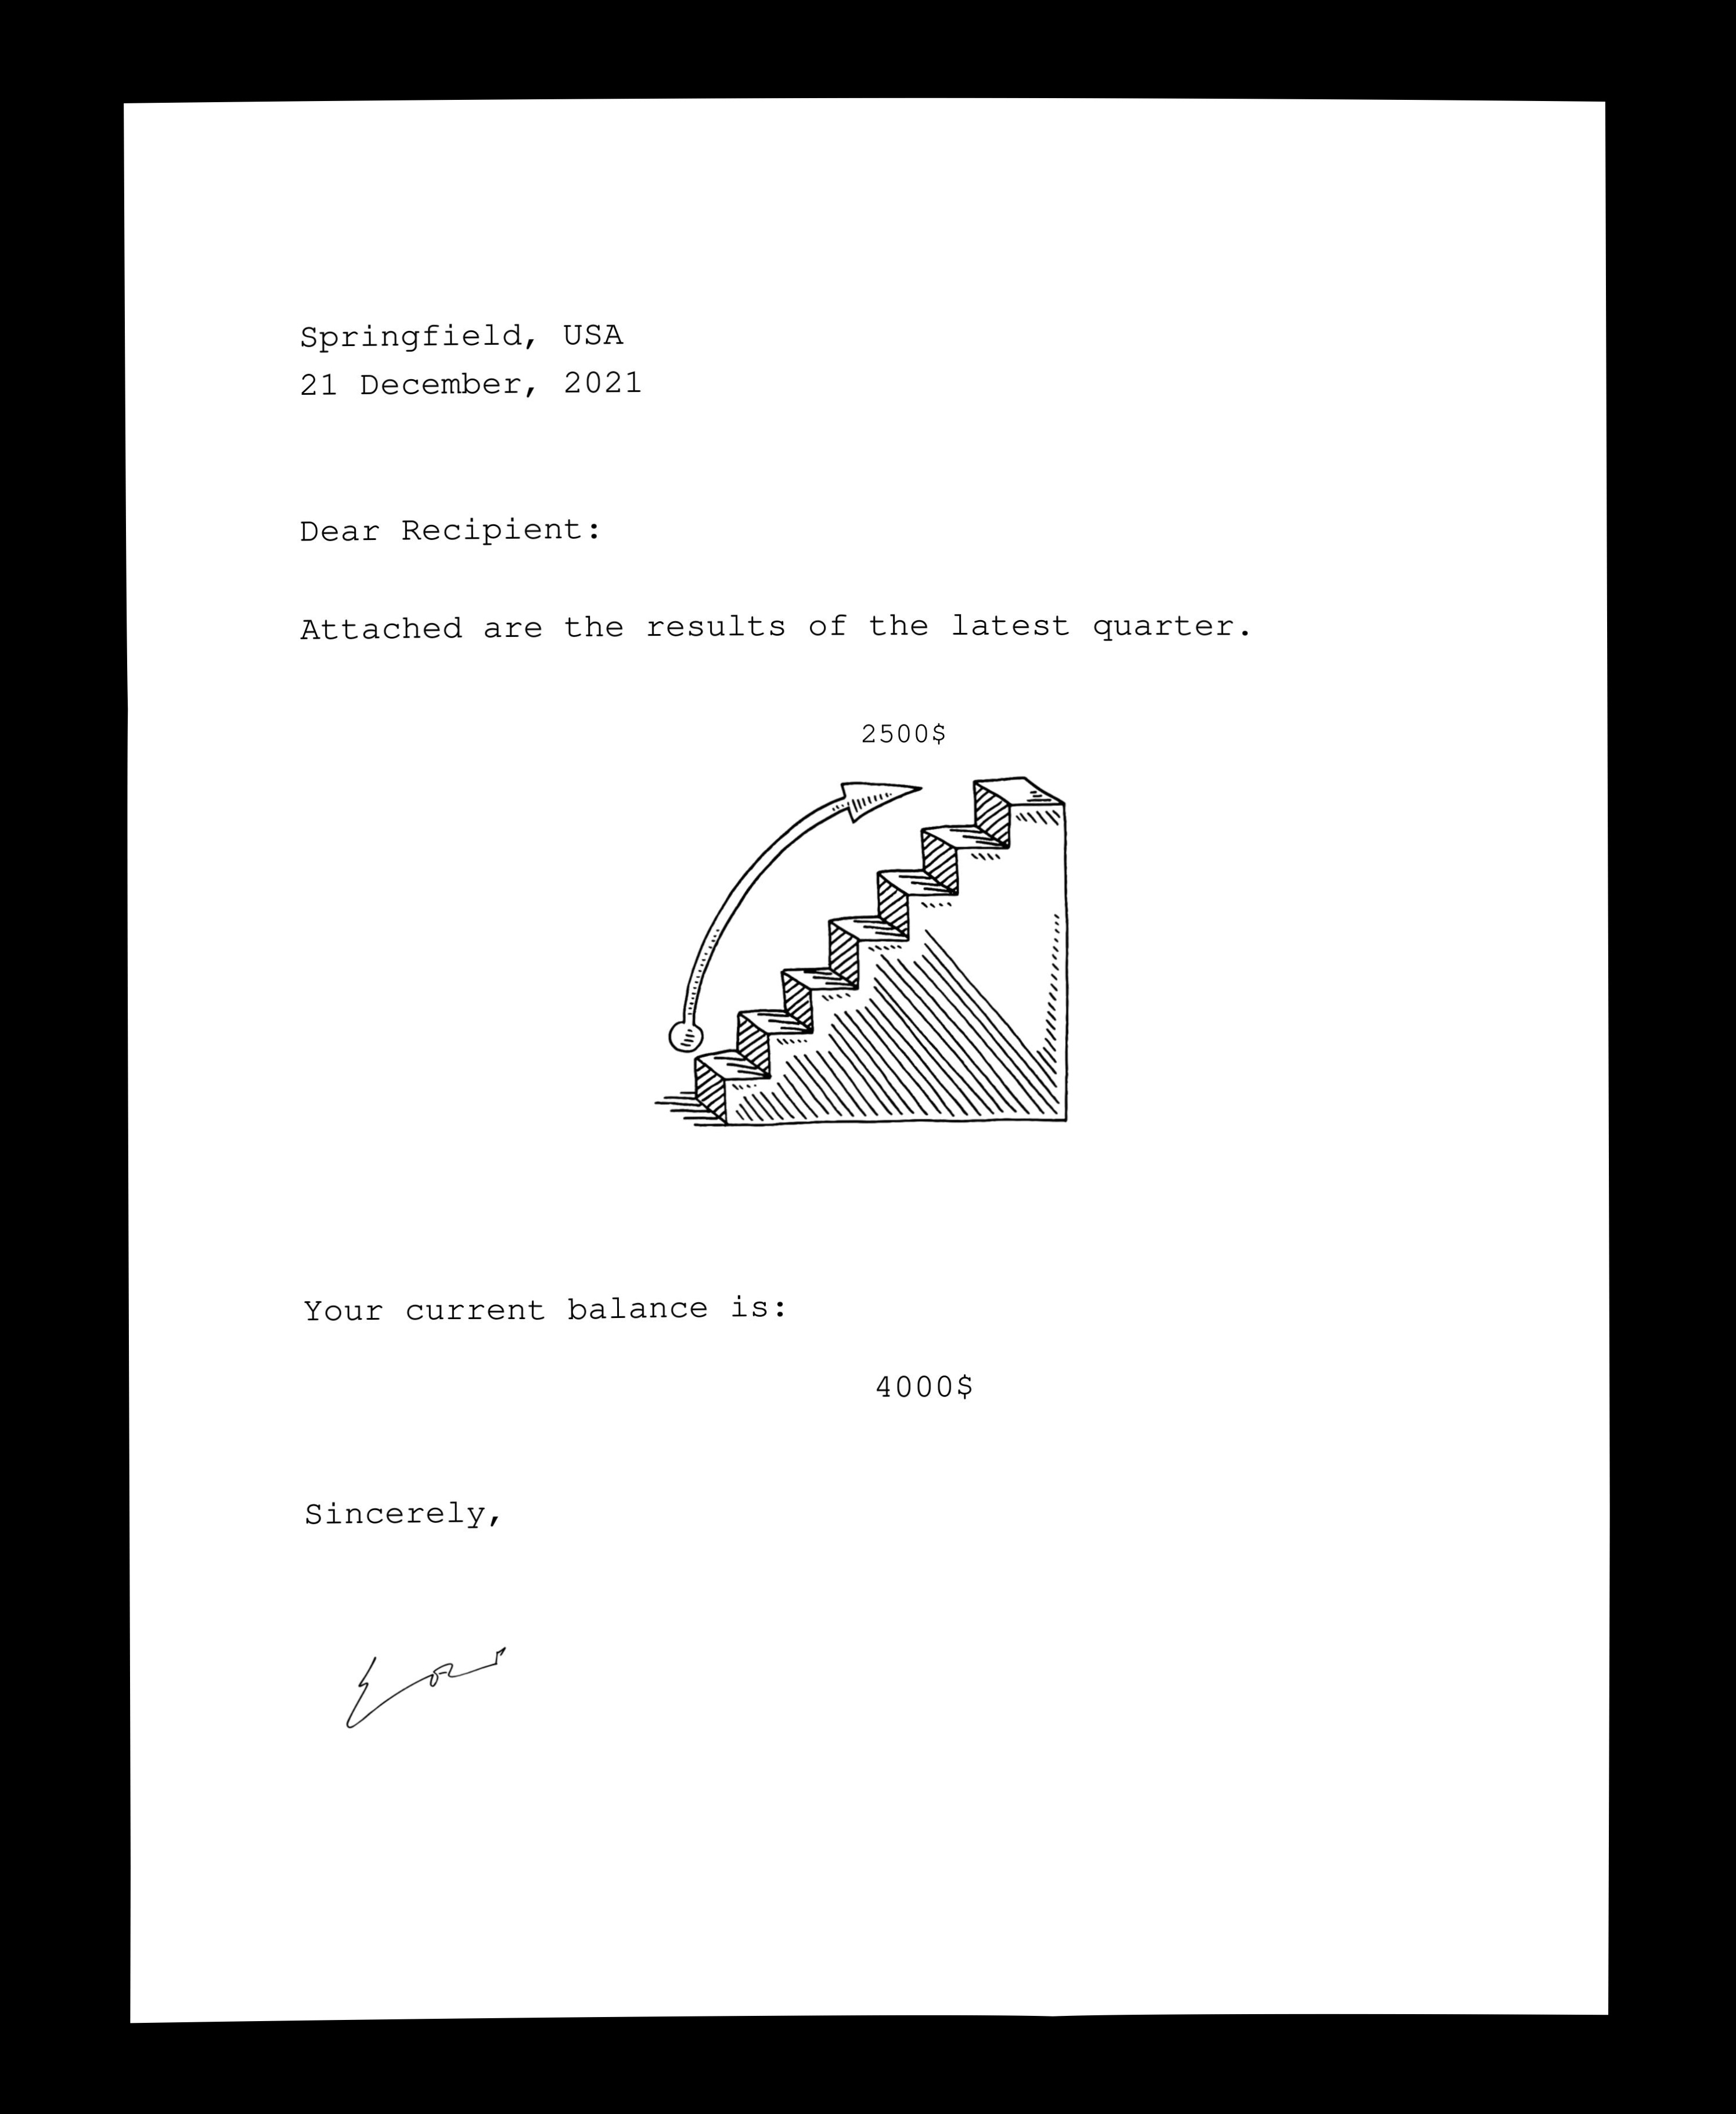 Springfield, USA
21 December, 2021
Dear Recipient:
Attached are the results of the latest quarter.
2500$
Your current balance is:
4000$
Sincerely,